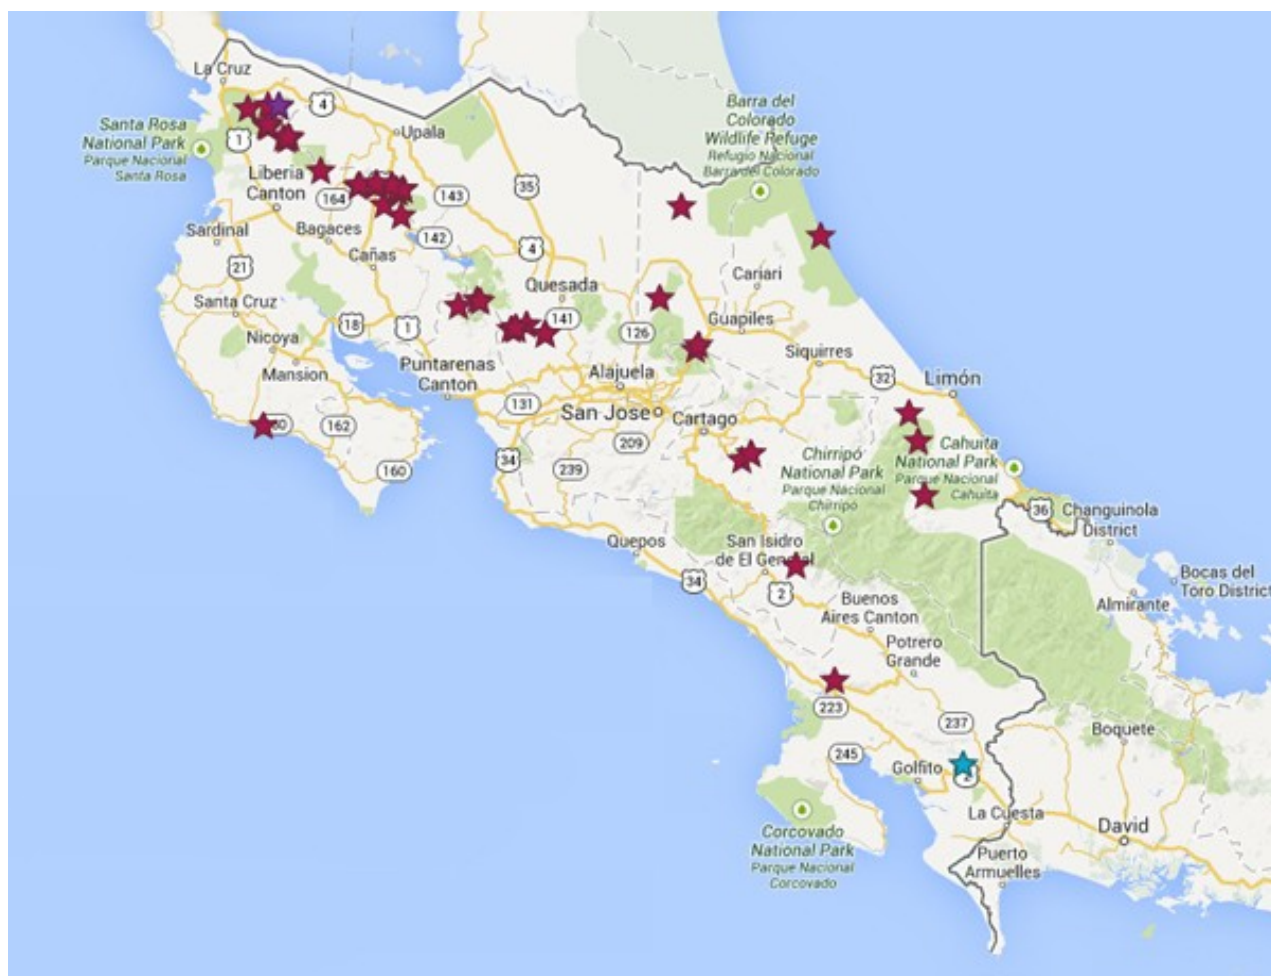 La Cruz
4
Santa Rosa
National Park
Parque Nacional
Santa Rosa
1
Upala
Liberia
Canton
164
143
35
Barra del
Colorado
Wildlife Refuge
Refugio Nacional
Barra del Colorado
Sardinal
Bagaces
142
4
21
Cañas
Cariari
Quesada
Santa Cruz
141
Guapiles
18
1
126
Nicoya
Siquirres
Mansion
Puntarenas
Canton
Alajuela
32
Limón
131
San Jose
Cartago
162
209
34
239
160
Chirripó
National Park
Parque Nacional
Chirripó
Cahuita
National Park
Parque Nacional
Cahuita
36
Changuinola
District
Quepos
San Isidro
de El General
34
2
Bocas del
Toro District
Almirante
Buenos
Aires Canton
Potrero
Grande
223
237
Boquete
245
Golfito
La Cuesta
David
Corcovado
National Park
Parque Nacional
Corcovado
Puerto
Armuelles